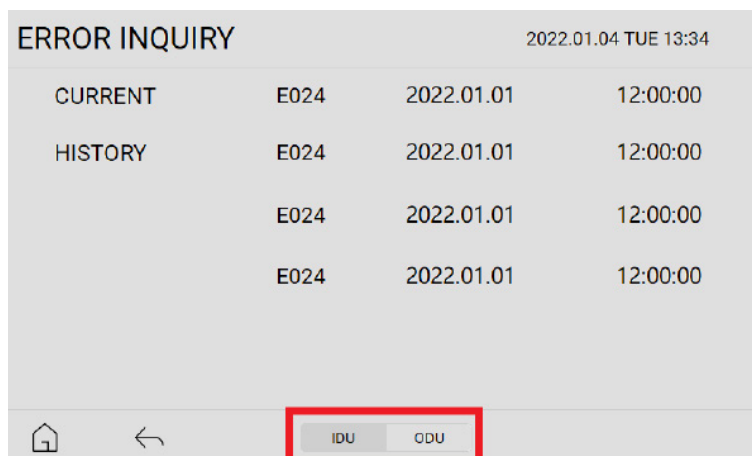 ERROR INQUIRY 2022.01.04 TUE 13:34
CURRENT E024 2022.01.01 12:00:00
HISTORY E024 2022.01.01 12:00:00
E024 2022.01.01 12:00:00
E024 2022.01.01 12:00:00
IDU ODU